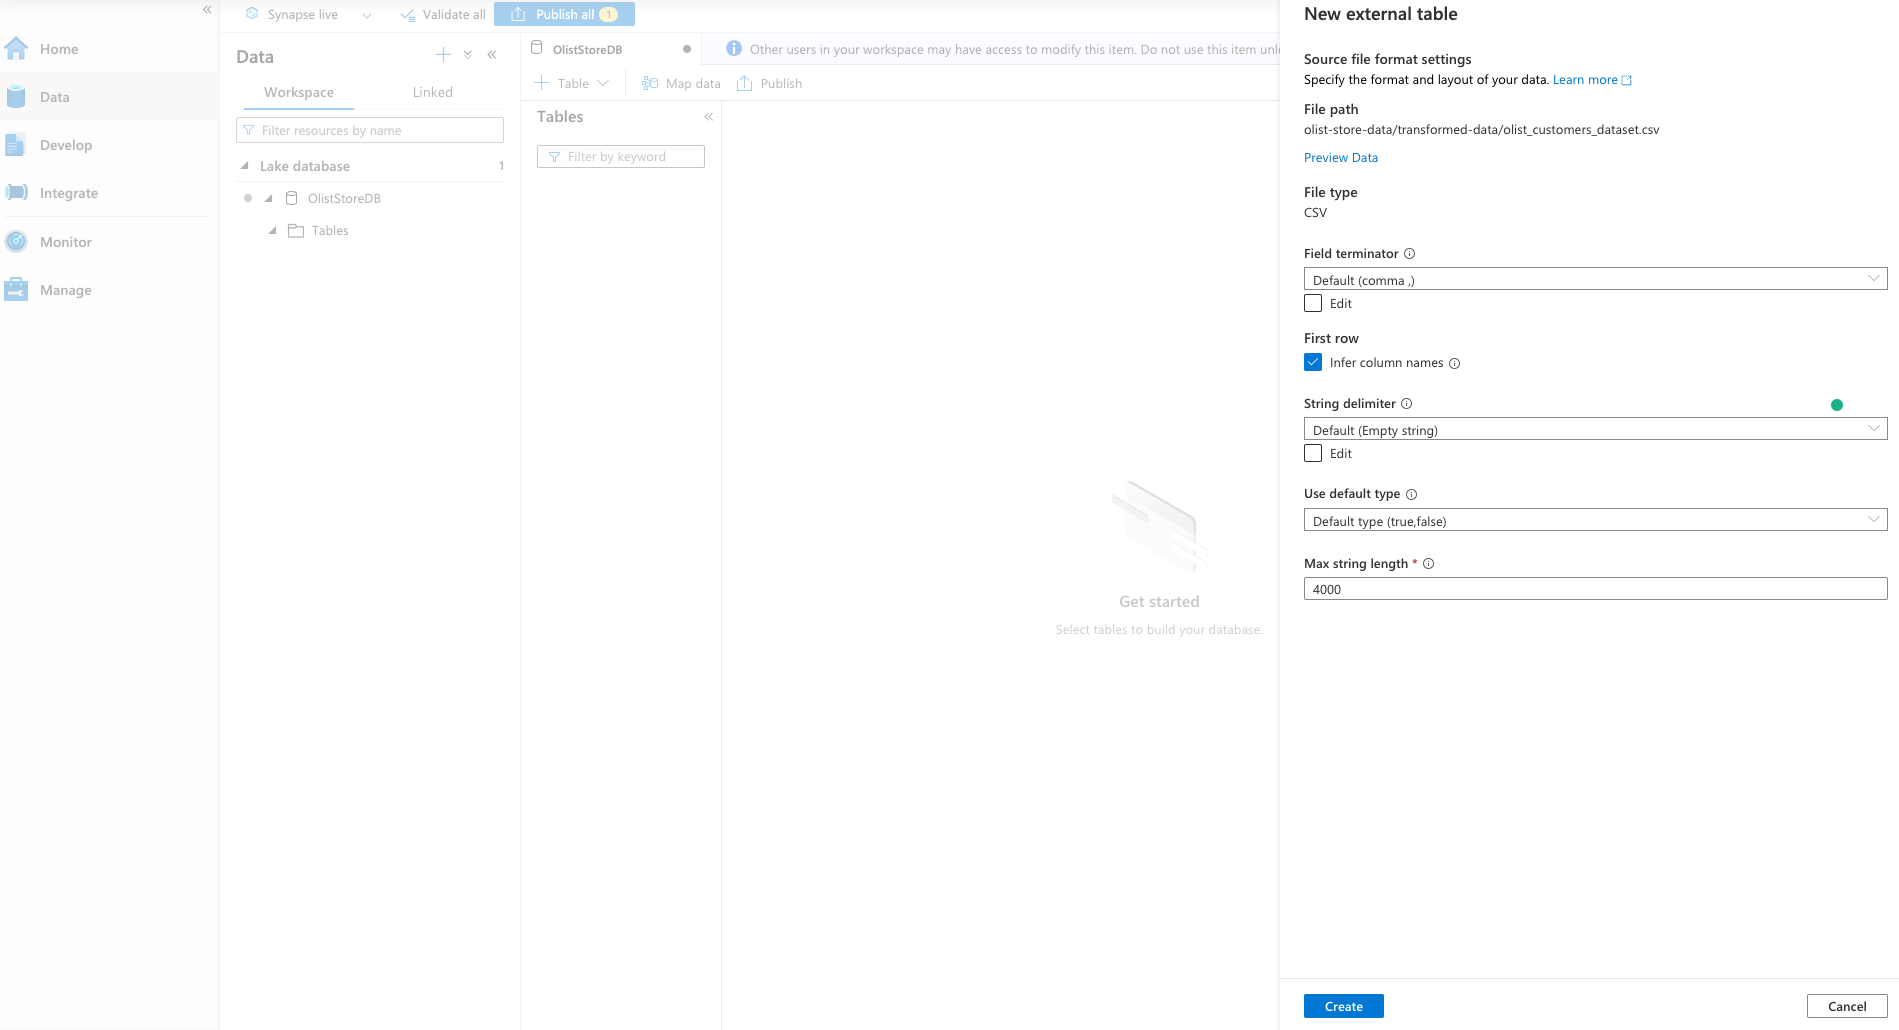 Home
Data
Develop
Integrate
Monitor
Manage
Synapse live
Validate all
Publish all 1
Data
Workspace
Linked
Filter resources by name
Lake database 1
OlistStoreDB
Tables
OlistStoreDB
Other users in your workspace may have access to modify this item. Do not use this item unle
Table
Map data
Publish
Tables
Filter by keyword
Get started
Select tables to build your database.
New external table
Source file format settings
Specify the format and layout of your data. Learn more
File path
olist-store-data/transformed-data/olist_customers_dataset.csv
Preview Data
File type
CSV
Field terminator
Default (comma ,)
Edit
First row
Infer column names
String delimiter
Default (Empty string)
Edit
Use default type
Default type (true,false)
Max string length *
4000
Create
Cancel